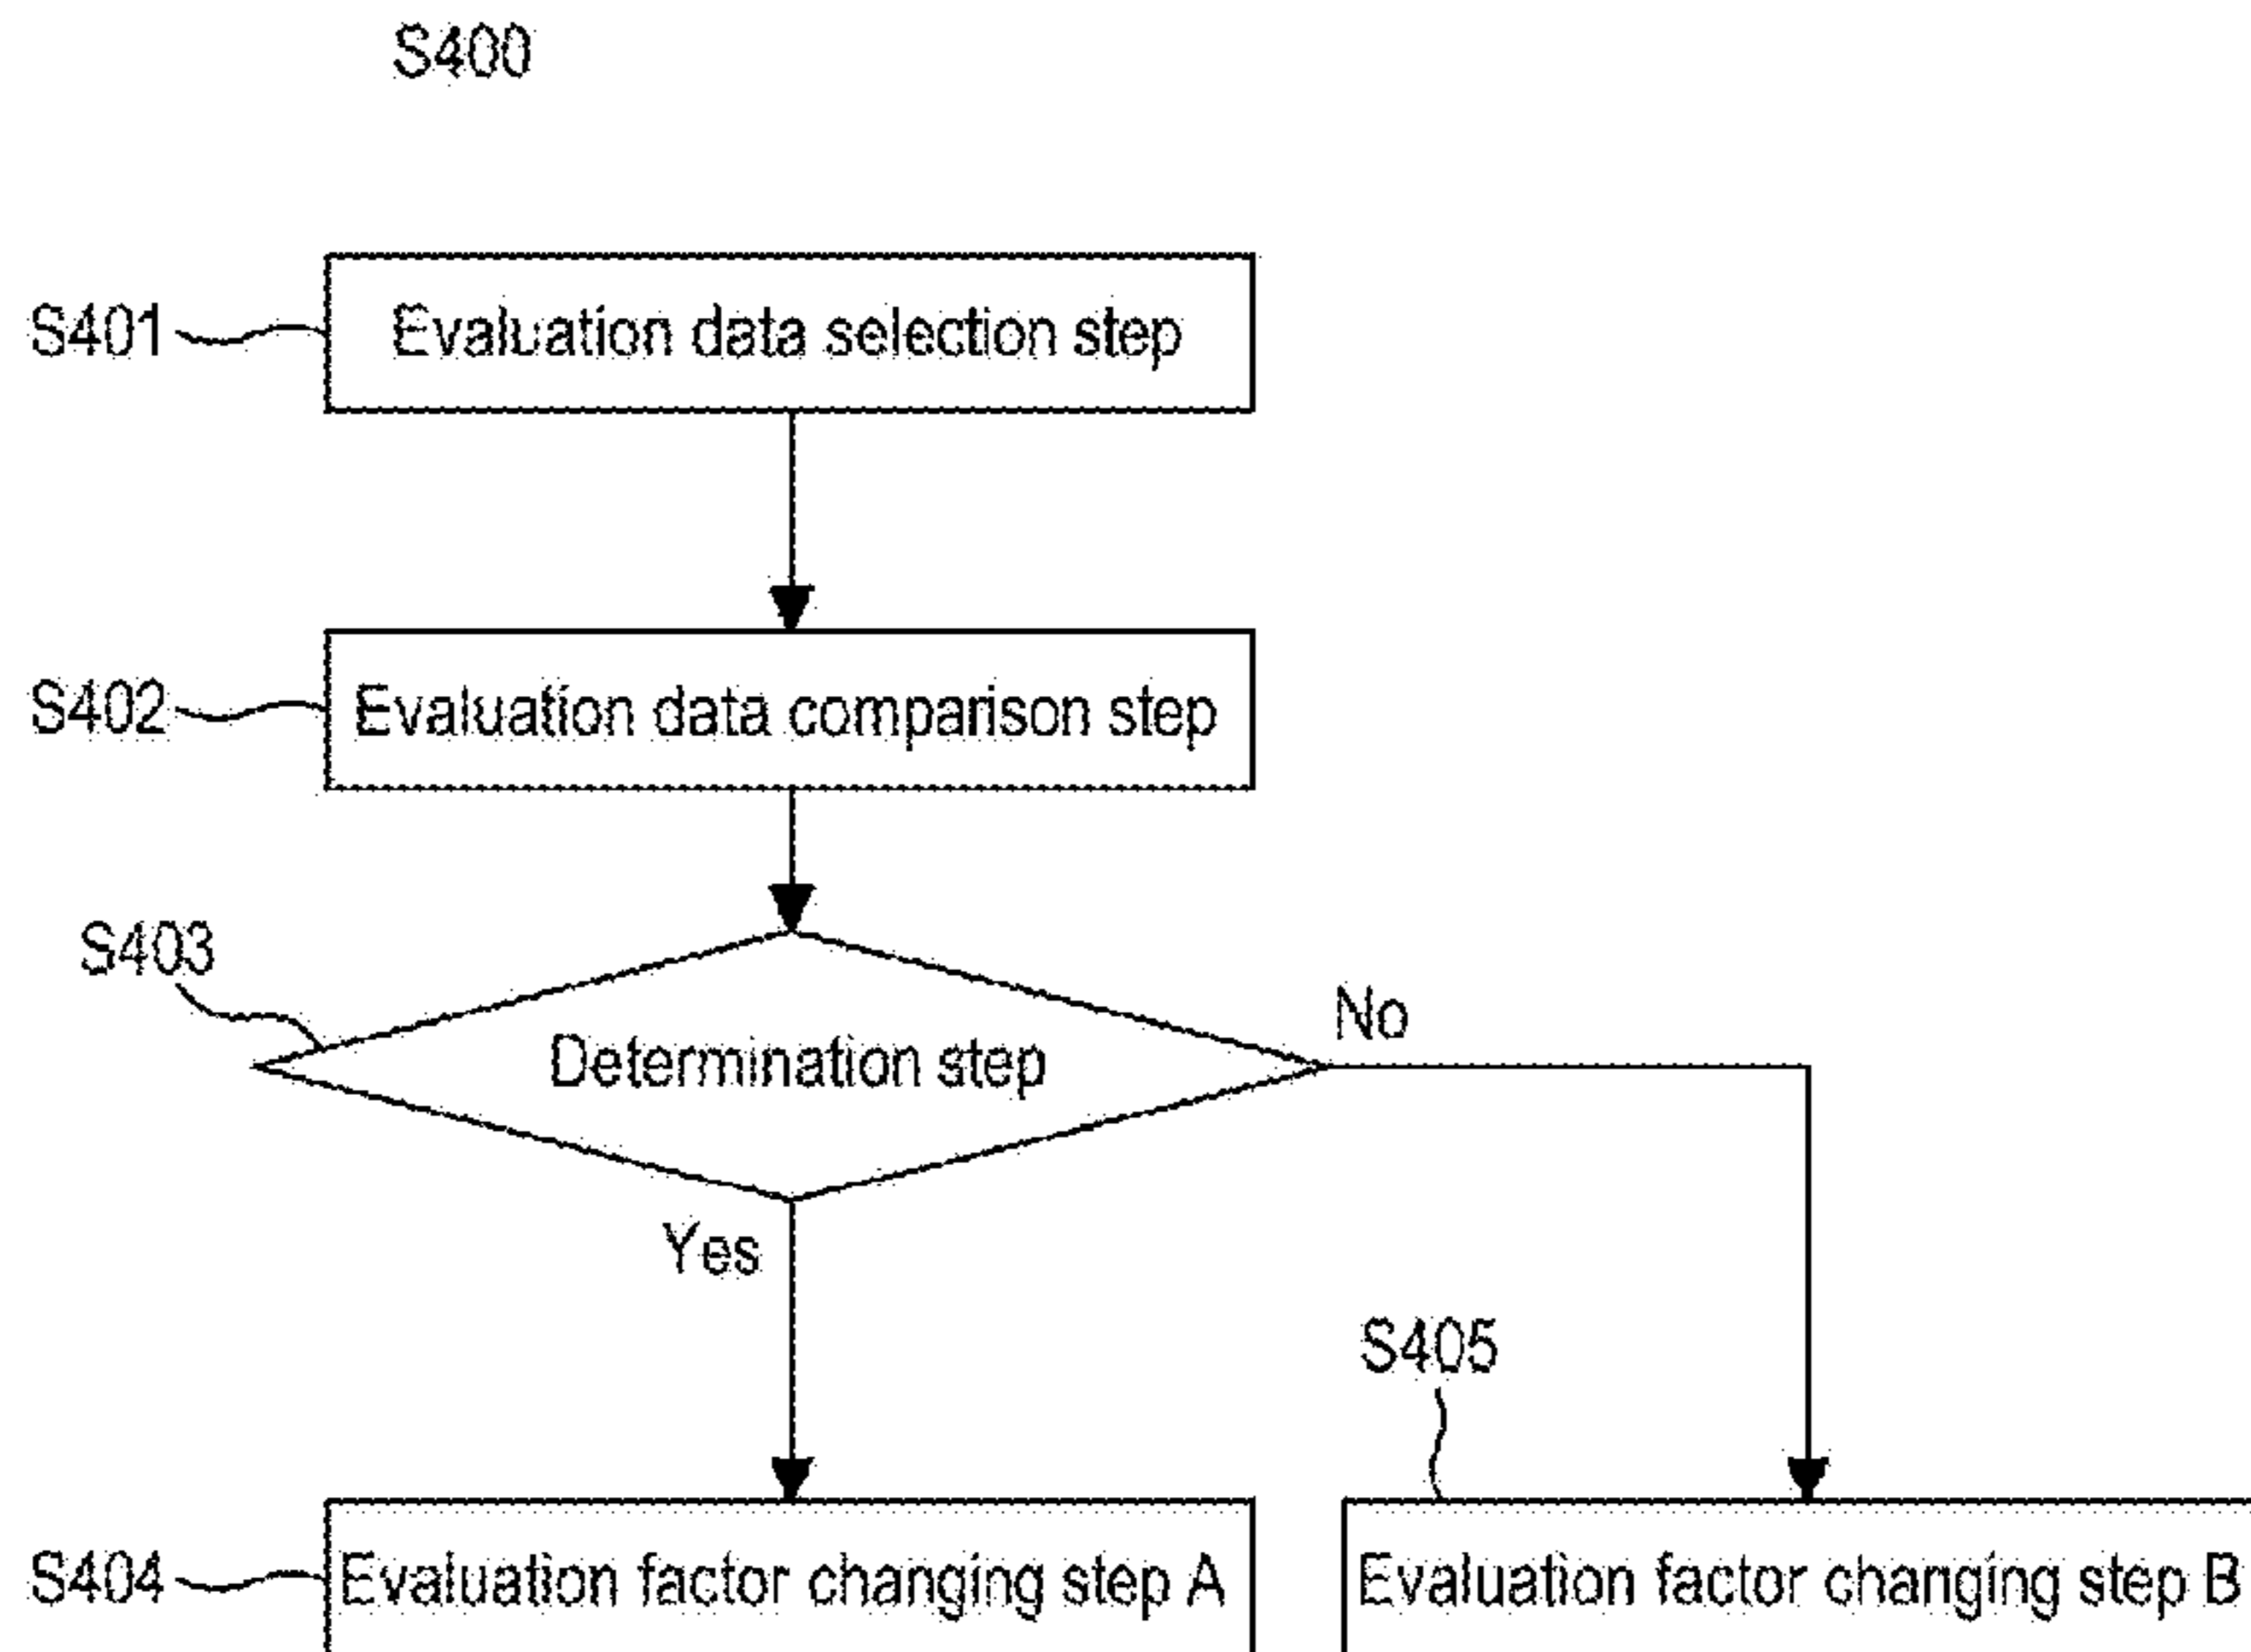 S400
S401
Evaluation data selection step
S402
Evaluation data comparison step
S403
Determination step
No
Yes
S405
S404
Evaluation factor changing step A
Evaluation factor changing step B